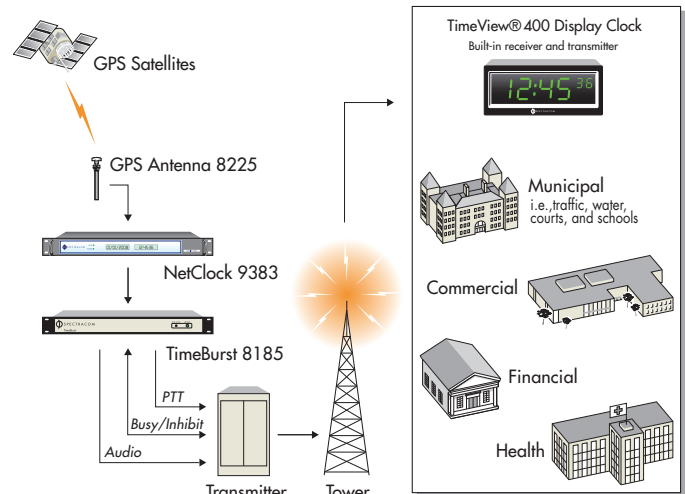 GPS Satellites
GPS Antenna 8225
NetClock 9383
SPECTRACOM
TimeBurst 8185
PTT
Busy/Inhibit
Audio
Transmitter
Tower
TimeView® 400 Display Clock
Built-in receiver and transmitter
12:45 36
Municipal
i.e.,traffic, water,
courts, and schools
Commercial
Financial
Health